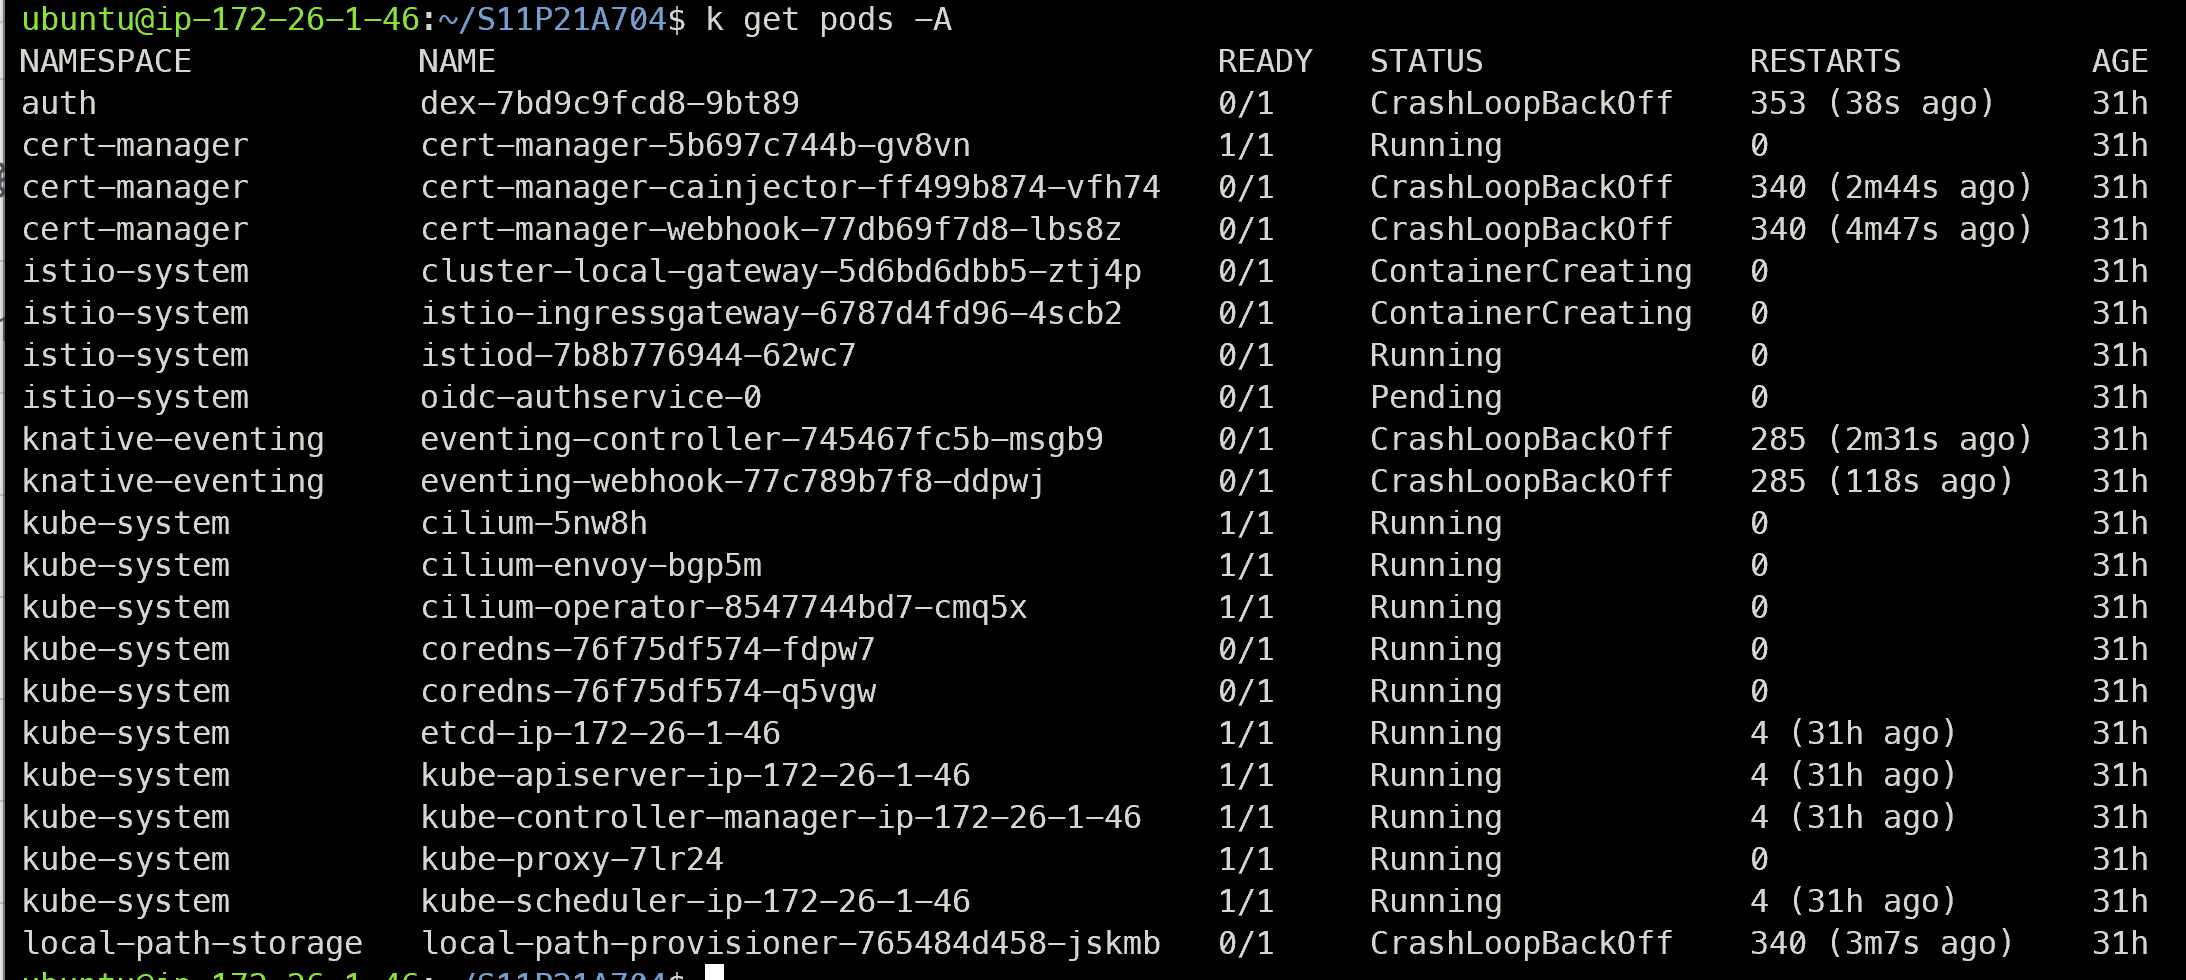 ubuntu@ip-172-26-1-46:~/S11P21A704$ k get pods -A
NAMESPACE NAME READY STATUS RESTARTS AGE
auth dex-7bd9c9fcd8-9bt89 0/1 CrashLoopBackOff 353 (38s ago) 31h
cert-manager cert-manager-5b697c744b-gv8vn 1/1 Running 0 31h
cert-manager cert-manager-cainjector-ff499b874-vfh74 0/1 CrashLoopBackOff 340 (2m44s ago) 31h
cert-manager cert-manager-webhook-77db69f7d8-lbs8z 0/1 CrashLoopBackOff 340 (4m47s ago) 31h
istio-system cluster-local-gateway-5d6bd6dbb5-ztj4p 0/1 ContainerCreating 0 31h
istio-system istio-ingressgateway-6787d4fd96-4scb2 0/1 ContainerCreating 0 31h
istio-system istiod-7b8b776944-62wc7 0/1 Running 0 31h
istio-system oidc-authservice-0 0/1 Pending 0 31h
knative-eventing eventing-controller-745467fc5b-msgb9 0/1 CrashLoopBackOff 285 (2m31s ago) 31h
knative-eventing eventing-webhook-77c789b7f8-ddpwj 0/1 CrashLoopBackOff 285 (118s ago) 31h
kube-system cilium-5nw8h 1/1 Running 0 31h
kube-system cilium-envoy-bgp5m 1/1 Running 0 31h
kube-system cilium-operator-8547744bd7-cmq5x 1/1 Running 0 31h
kube-system coredns-76f75df574-fdpw7 0/1 Running 0 31h
kube-system coredns-76f75df574-q5vgw 0/1 Running 0 31h
kube-system etcd-ip-172-26-1-46 1/1 Running 4 (31h ago) 31h
kube-system kube-apiserver-ip-172-26-1-46 1/1 Running 4 (31h ago) 31h
kube-system kube-controller-manager-ip-172-26-1-46 1/1 Running 4 (31h ago) 31h
kube-system kube-proxy-7lr24 1/1 Running 0 31h
kube-system kube-scheduler-ip-172-26-1-46 1/1 Running 4 (31h ago) 31h
local-path-storage local-path-provisioner-765484d458-jskmb 0/1 CrashLoopBackOff 340 (3m7s ago) 31h
ubuntu@ip-172-26-1-46:~/S11P21A704$